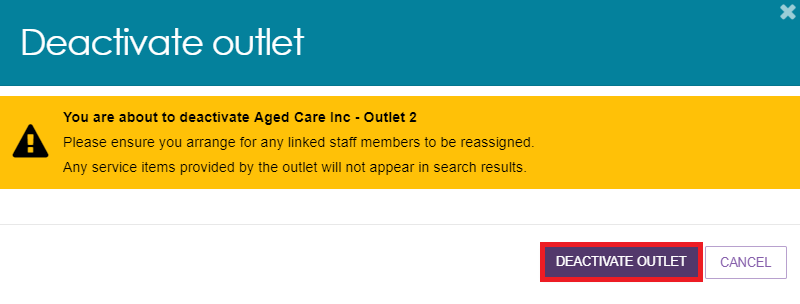 Deactivate outlet
You are about to deactivate Aged Care Inc - Outlet 2
Please ensure you arrange for any linked staff members to be reassigned.
Any service items provided by the outlet will not appear in search results.
DEACTIVATE OUTLET CANCEL